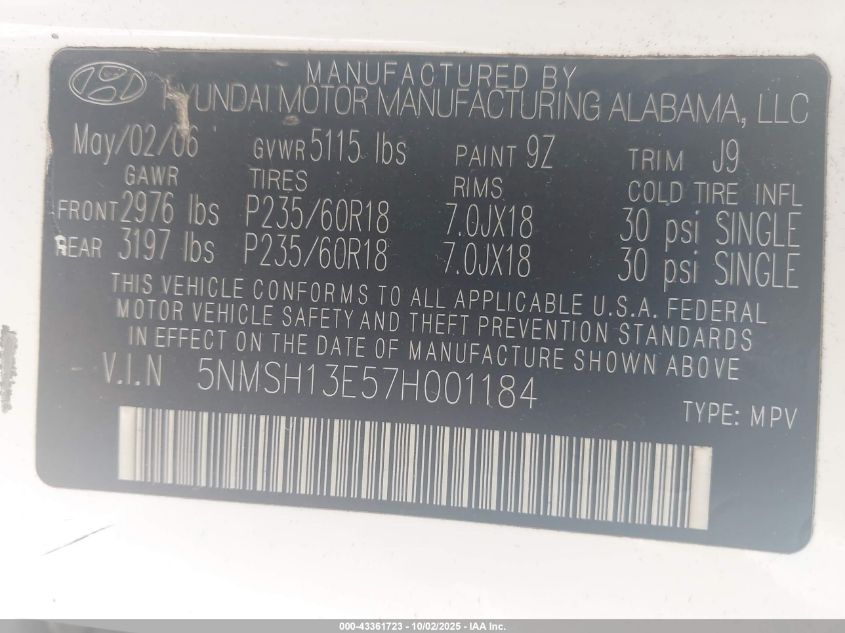 MANUFACTURED BY
HYUNDAI MOTOR MANUFACTURING ALABAMA, LLC
May/02/06 GVWR 5115 lbs PAINT 9Z TRIM J9
GAWR TIRES RIMS COLD TIRE INFL
FRONT 2976 lbs P235/60R18 7.0JX18 30 psi SINGLE
REAR 3197 lbs P235/60R18 7.0JX18 30 psi SINGLE
THIS VEHICLE CONFORMS TO ALL APPLICABLE U.S.A. FEDERAL
MOTOR VEHICLE SAFETY AND THEFT PREVENTION STANDARDS
IN EFFECT ON THE DATE OF MANUFACTURE SHOWN ABOVE
V.I.N 5NMSH13E57H001184
TYPE: MPV
000-43361723 - 10/02/2025 - IAA Inc.